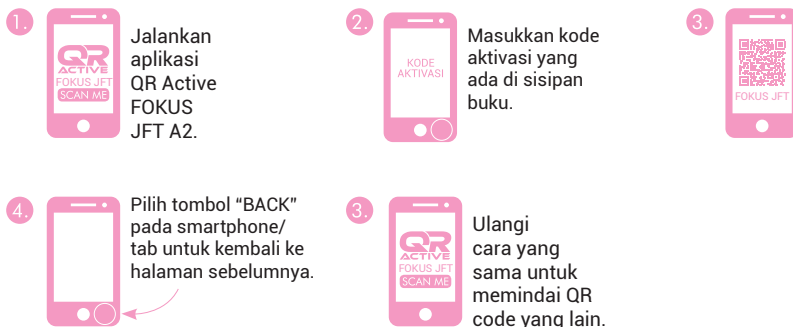 1.
QR
ACTIVE
FOKUS JFT
SCAN ME
Jalankan
aplikasi
QR Active
FOKUS
JFT A2.
2.
KODE
AKTIVASI
Masukkan kode
aktivasi yang
ada di sisipan
buku.
3.
FOKUS JFT
4.
Pilih tombol “BACK”
pada smartphone/
tab untuk kembali ke
halaman sebelumnya.
3.
QR
ACTIVE
FOKUS JFT
SCAN ME
Ulangi
cara yang
sama untuk
memindai QR
code yang lain.